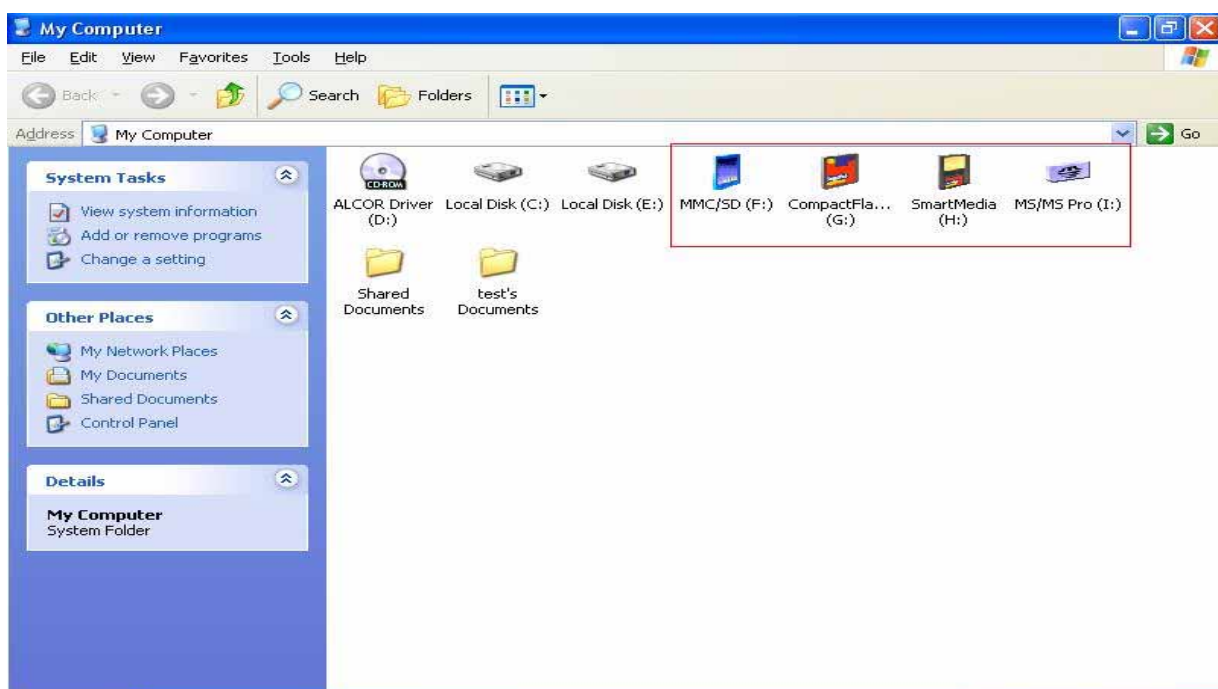 My Computer
File Edit View Favorites Tools Help
Back Search Folders
Address My Computer Go
System Tasks
View system information
Add or remove programs
Change a setting
Other Places
My Network Places
My Documents
Shared Documents
Control Panel
Details
My Computer
System Folder
CD-ROM
ALCOR Driver (D:)
Local Disk (C:)
Local Disk (E:)
MMC/SD (F:)
CompactFla... (G:)
SmartMedia (H:)
MS/MS Pro (I:)
Shared Documents
test's Documents